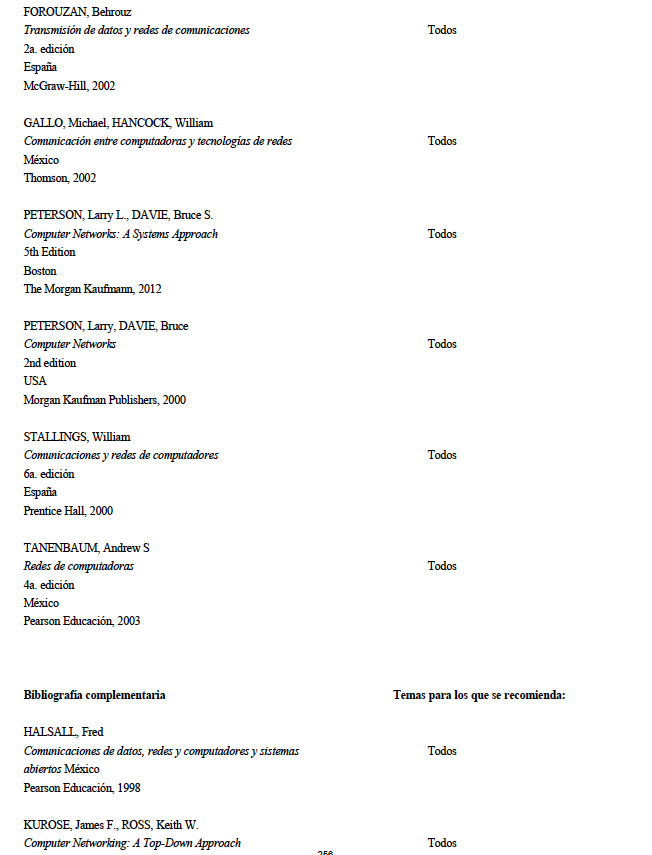 FOROUZAN, Behrouz
Transmisión de datos y redes de comunicaciones Todos
2a. edición
España
McGraw-Hill, 2002
GALLO, Michael, HANCOCK, William
Comunicación entre computadoras y tecnologías de redes Todos
México
Thomson, 2002
PETERSON, Larry L., DAVIE, Bruce S.
Computer Networks: A Systems Approach Todos
5th Edition
Boston
The Morgan Kaufmann, 2012
PETERSON, Larry, DAVIE, Bruce
Computer Networks Todos
2nd edition
USA
Morgan Kaufman Publishers, 2000
STALLINGS, William
Comunicaciones y redes de computadores Todos
6a. edición
España
Prentice Hall, 2000
TANENBAUM, Andrew S
Redes de computadoras Todos
4a. edición
México
Pearson Educación, 2003
Bibliografía complementaria Temas para los que se recomienda:
HALSALL, Fred
Comunicaciones de datos, redes y computadores y sistemas Todos
abiertos México
Pearson Educación, 1998
KUROSE, James F., ROSS, Keith W.
Computer Networking: A Top-Down Approach Todos
256